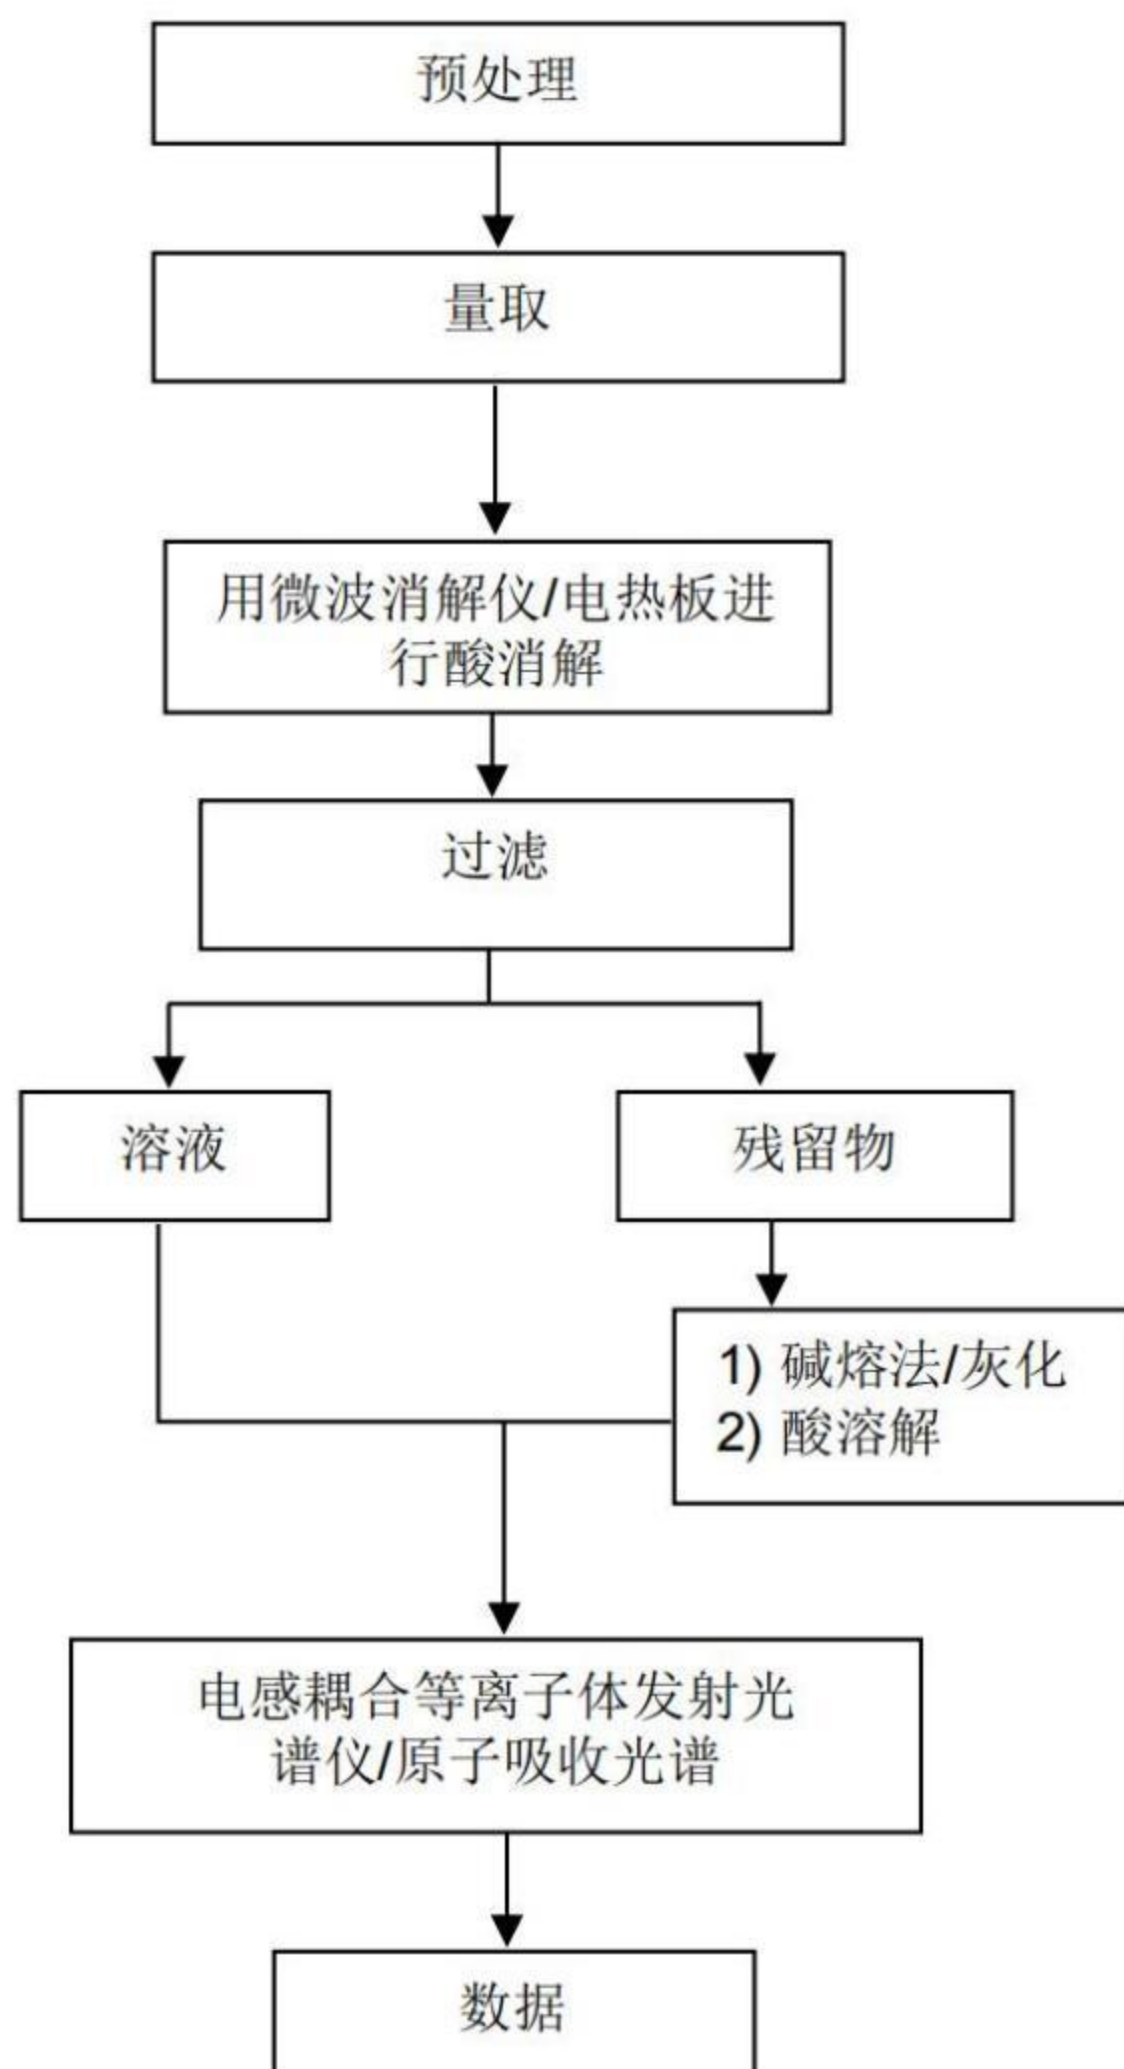 预处理
量取
用微波消解仪/电热板进
行酸消解
过滤
溶液
残留物
1) 碱熔法/灰化
2) 酸溶解
电感耦合等离子体发射光
谱仪/原子吸收光谱
数据